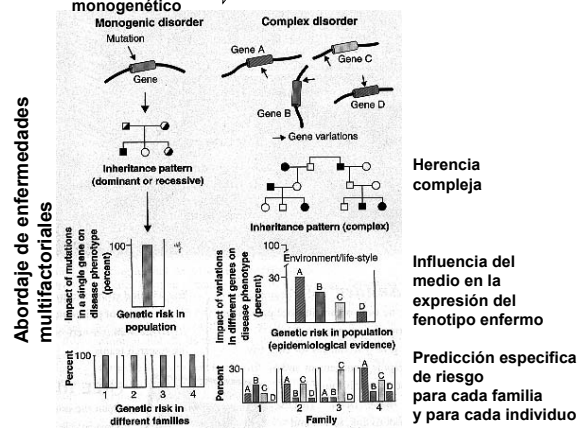 monogenético
Monogenic disorder
Mutation
Gene
Inheritance pattern
(dominant or recessive)
Impact of mutations
in a single gene on
disease phenotype
(percent)
100
Genetic risk in
population
Percent
100
1 2 3 4
Genetic risk in
different families
Complex disorder
Gene A
Gene C
Gene B
Gene D
Gene variations
Inheritance pattern (complex)
Impact of variations
in different genes on
disease phenotype
(percent)
100
Environment/life-style
30
A
B
C
D
Genetic risk in population
(epidemiological evidence)
Percent
30
A B C D
A B C D
A B C D
A B C D
1 2 3 4
Family
Abordaje de enfermedades
multifactoriales
Herencia
compleja
Influencia del
medio en la
expresión del
fenotipo enfermo
Predicción especifica
de riesgo
para cada familia
y para cada individuo